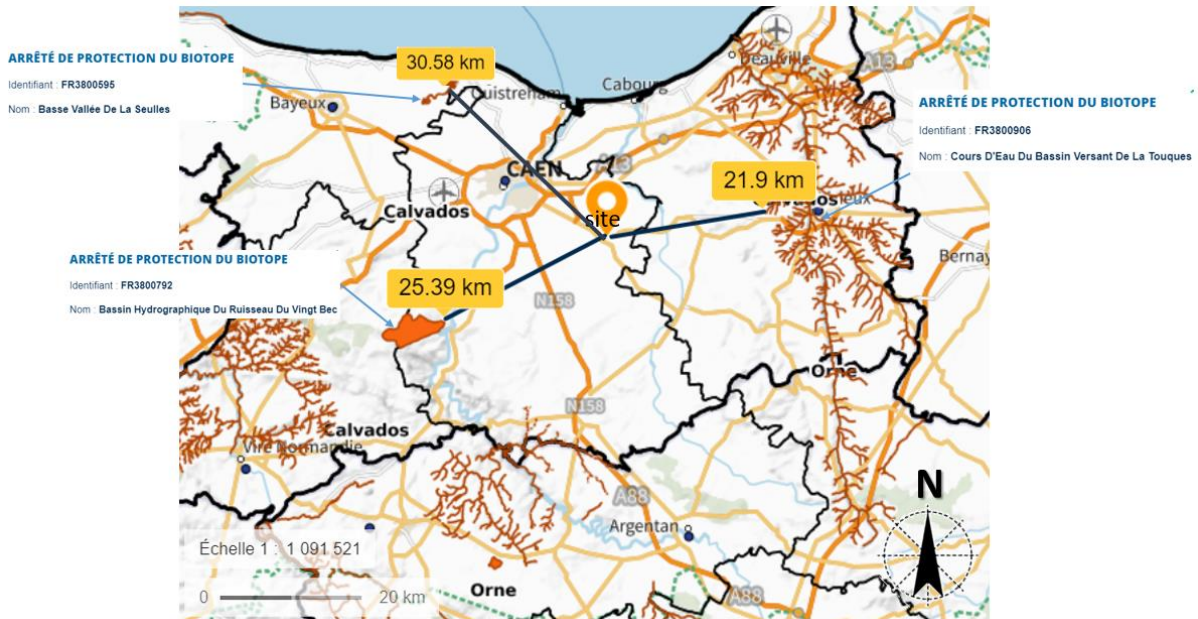 ARRÊTÉ DE PROTECTION DU BIOTOPE
Identifiant : FR3800595
Nom : Basse Vallée De La Seulles
30.58 km
Deauville
A13
Bayeux
Ouistreham
Cabourg
ARRÊTÉ DE PROTECTION DU BIOTOPE
Identifiant : FR3800906
Nom : Cours D'Eau Du Bassin Versant De La Touques
CAEN
A13
21.9 km
Calvados
site
ARRÊTÉ DE PROTECTION DU BIOTOPE
Identifiant : FR3800792
Nom : Bassin Hydrographique Du Ruisseau Du Vingt Bec
25.39 km
N158
Bernay
Orne
N158
Calvados
Vire Normandie
A88
N
Argentan
Échelle 1 : 1 091 521
0
20 km
Orne
A88